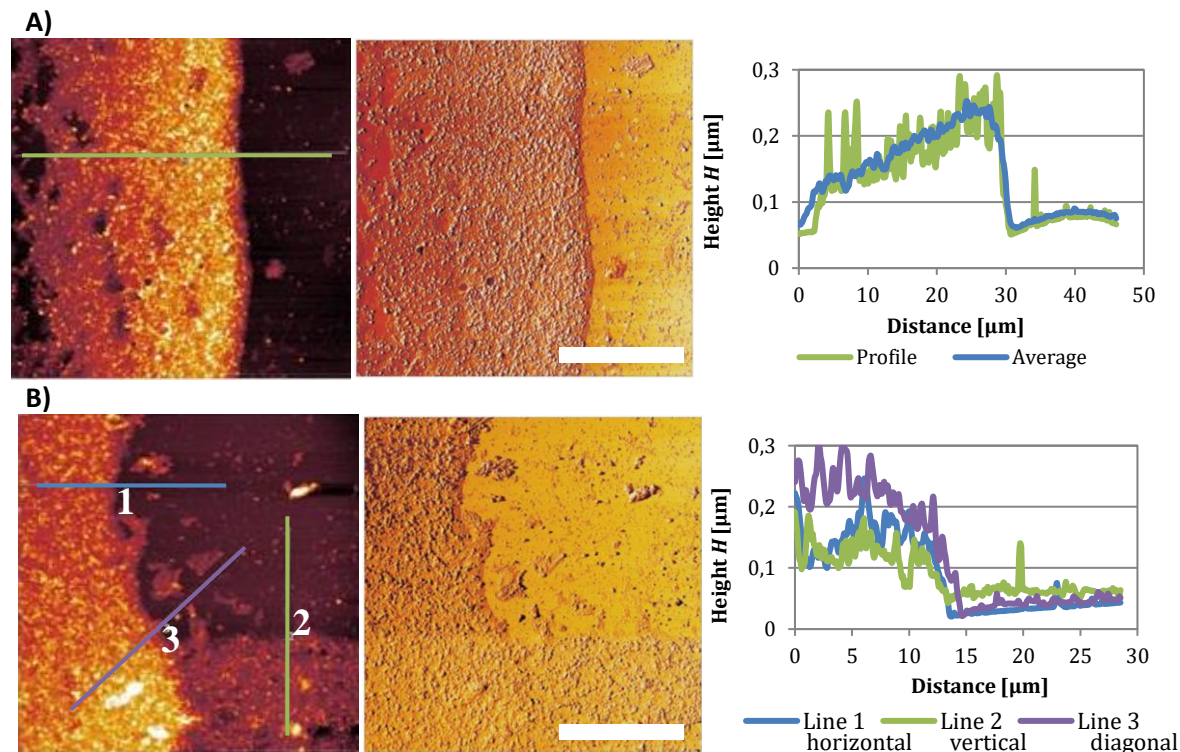 A)
0,3
0,2
0,1
0
Height H [µm]
0 10 20 30 40 50
Distance [µm]
Profile Average
B)
1
2
3
0,3
0,2
0,1
0
Height H [µm]
0 5 10 15 20 25 30
Distance [µm]
Line 1 Line 2 Line 3
horizontal vertical diagonal